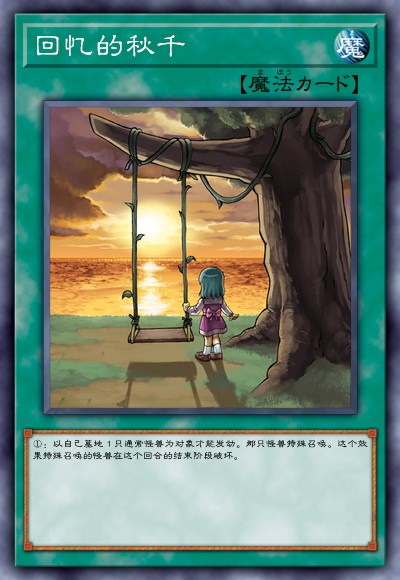 回忆的秋千
魔
【魔法カード】
①：以自己墓地１只通常怪兽为对象才能发动。那只怪兽特殊召唤。这个效
果特殊召唤的怪兽在这个回合的结束阶段破坏。